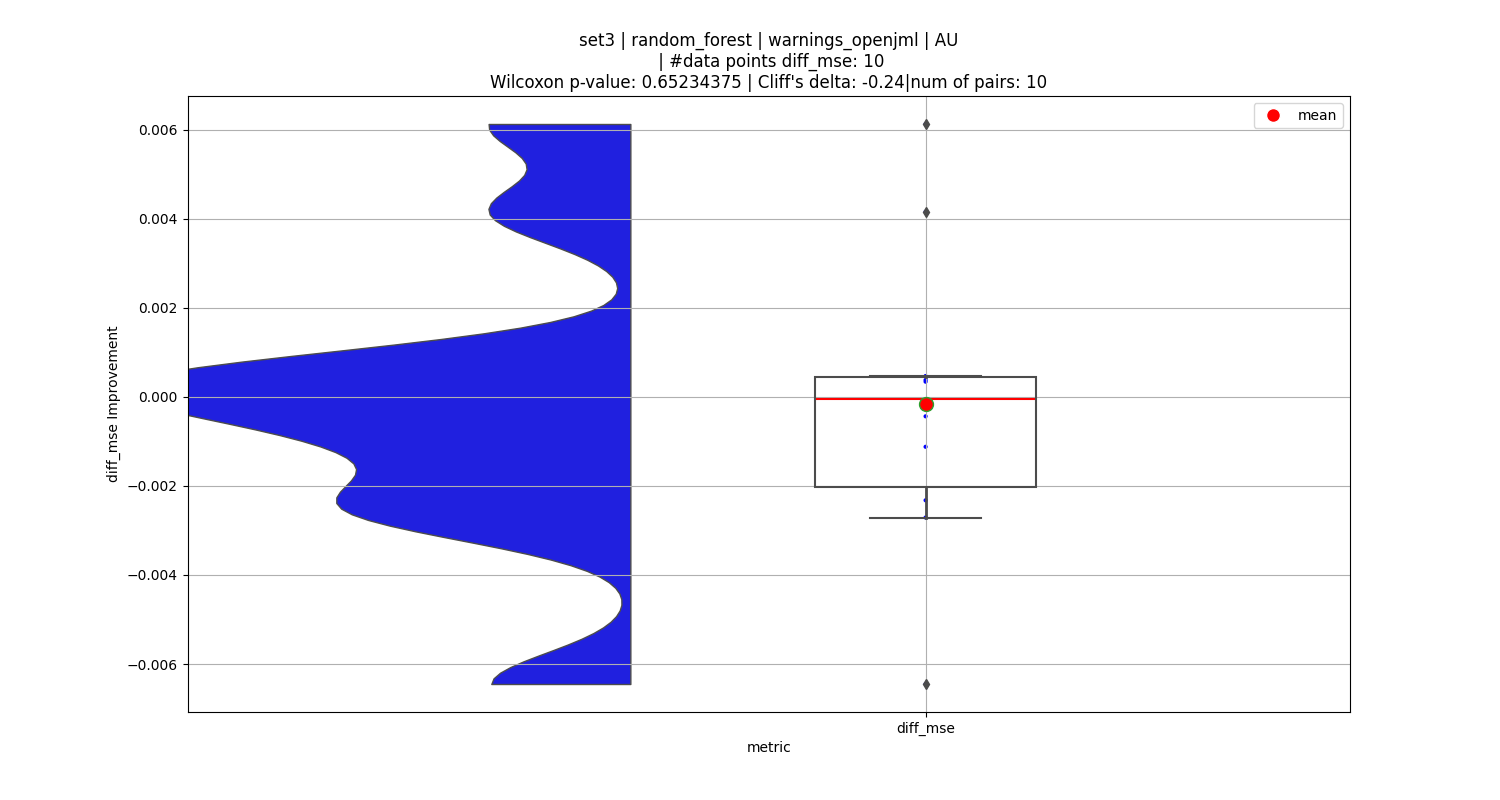 set3 | random_forest | warnings_openjml | AU
| #data points diff_mse: 10
Wilcoxon p-value: 0.65234375 | Cliff's delta: -0.24|num of pairs: 10
mean
0.006
0.004
0.002
0.000
−0.002
−0.004
−0.006
diff_mse Improvement
diff_mse
metric